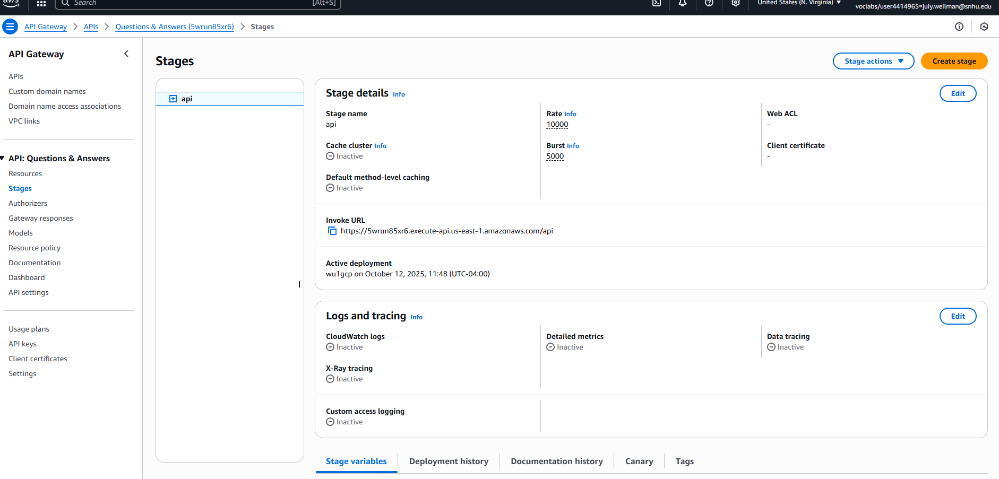 aws
Search
[Alt+S]
United States (N. Virginia)
voclabs/user4414965=july.wellman@snhu.edu
API Gateway
APIs
Questions & Answers (5wrun85xr6)
Stages
API Gateway
APIs
Custom domain names
Domain name access associations
VPC links
API: Questions & Answers
Resources
Stages
Authorizers
Gateway responses
Models
Resource policy
Documentation
Dashboard
API settings
Usage plans
API keys
Client certificates
Settings
Stages
Stage actions
Create stage
api
Stage details Info
Edit
Stage name
api
Rate Info
10000
Web ACL
-
Cache cluster Info
Inactive
Burst Info
5000
Client certificate
-
Default method-level caching
Inactive
Invoke URL
https://5wrun85xr6.execute-api.us-east-1.amazonaws.com/api
Active deployment
wu1gcp on October 12, 2025, 11:48 (UTC-04:00)
Logs and tracing Info
Edit
CloudWatch logs
Inactive
Detailed metrics
Inactive
Data tracing
Inactive
X-Ray tracing
Inactive
Custom access logging
Inactive
Stage variables
Deployment history
Documentation history
Canary
Tags